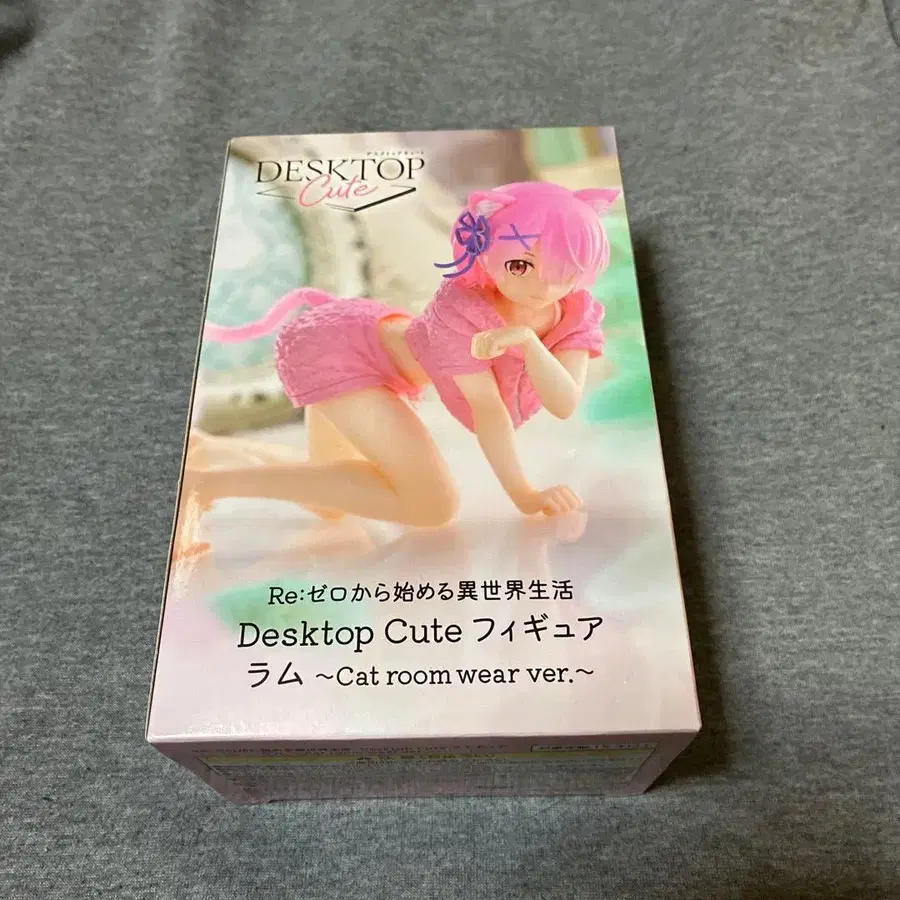 デスクトップキュート
DESKTOP
Cute
Re:ゼロから始める異世界生活
Desktop Cute フィギュア
ラム ～Cat room wear ver.～